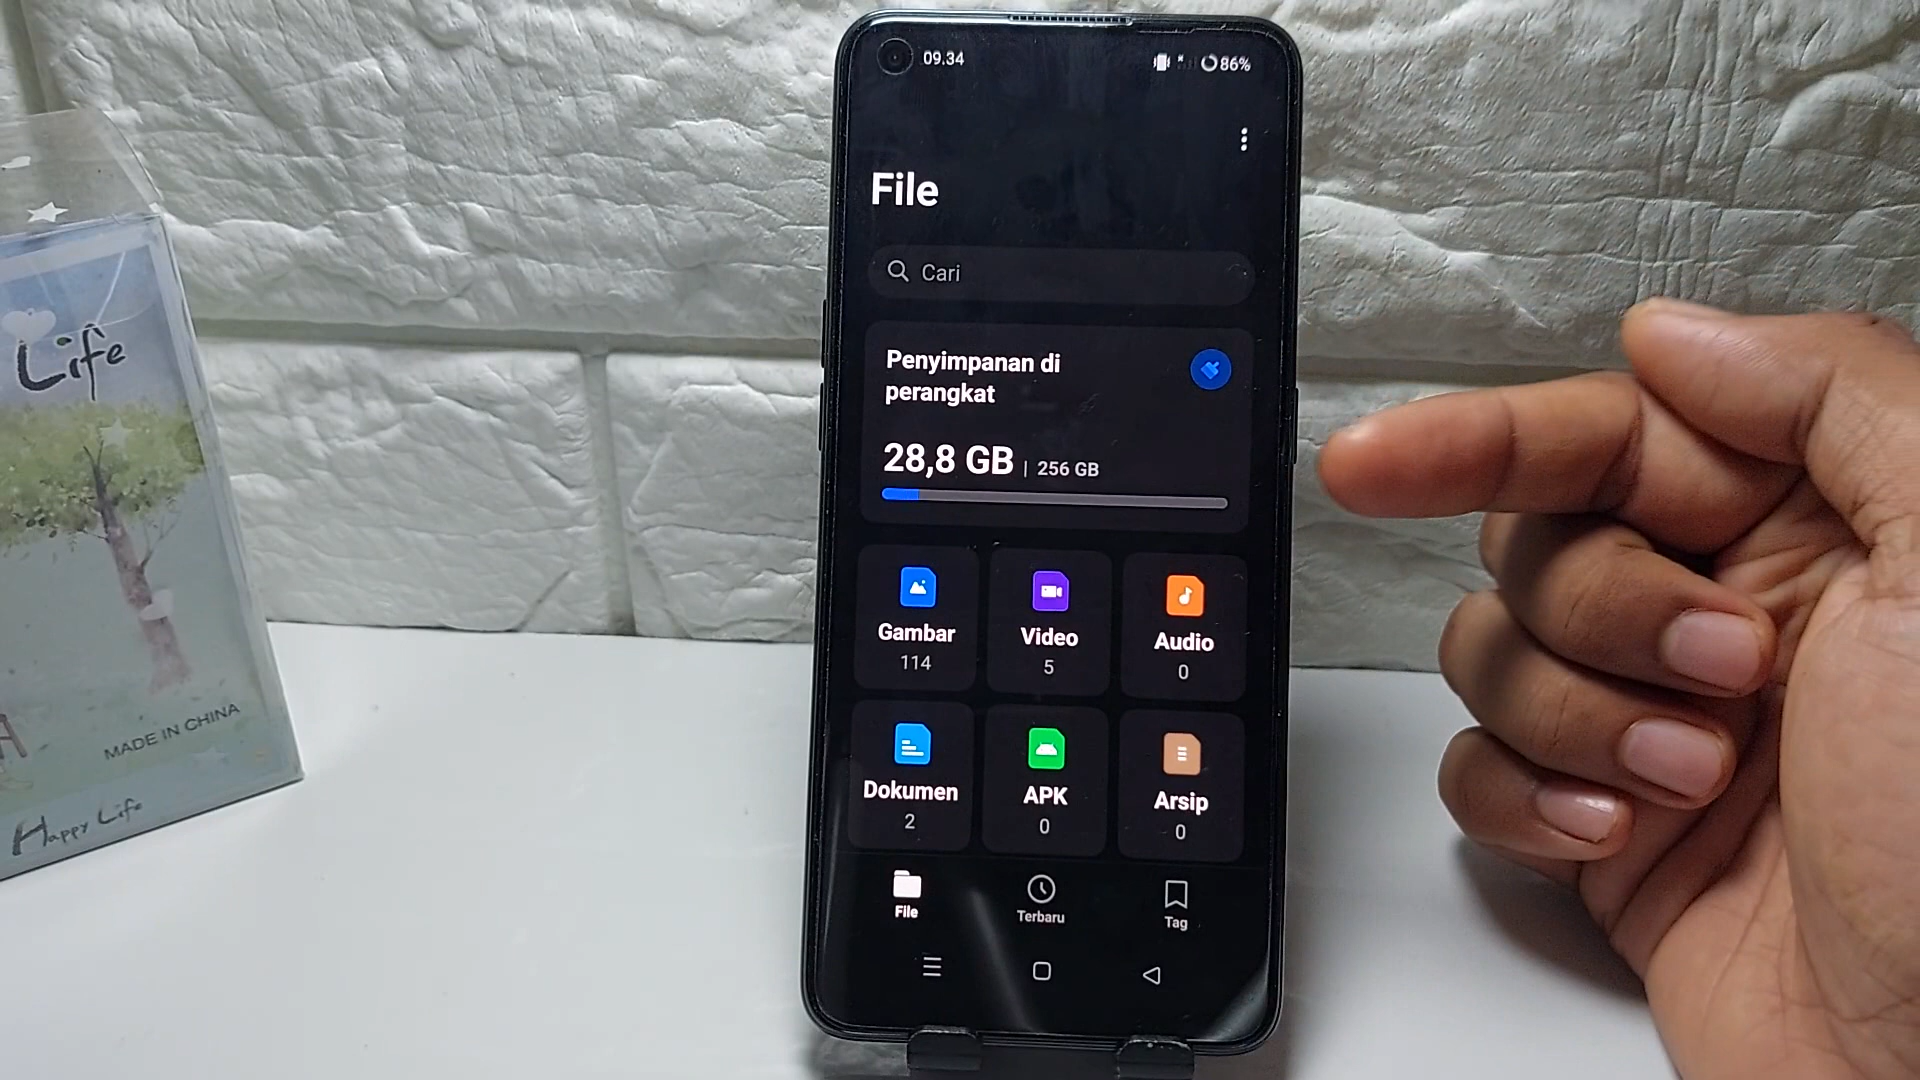 09.34
86%
File
Cari
Penyimpanan di
perangkat
28,8 GB | 256 GB
Gambar
114
Video
5
Audio
0
Dokumen
2
APK
0
Arsip
0
File
Terbaru
Tag
Life
MADE IN CHINA
Happy Life